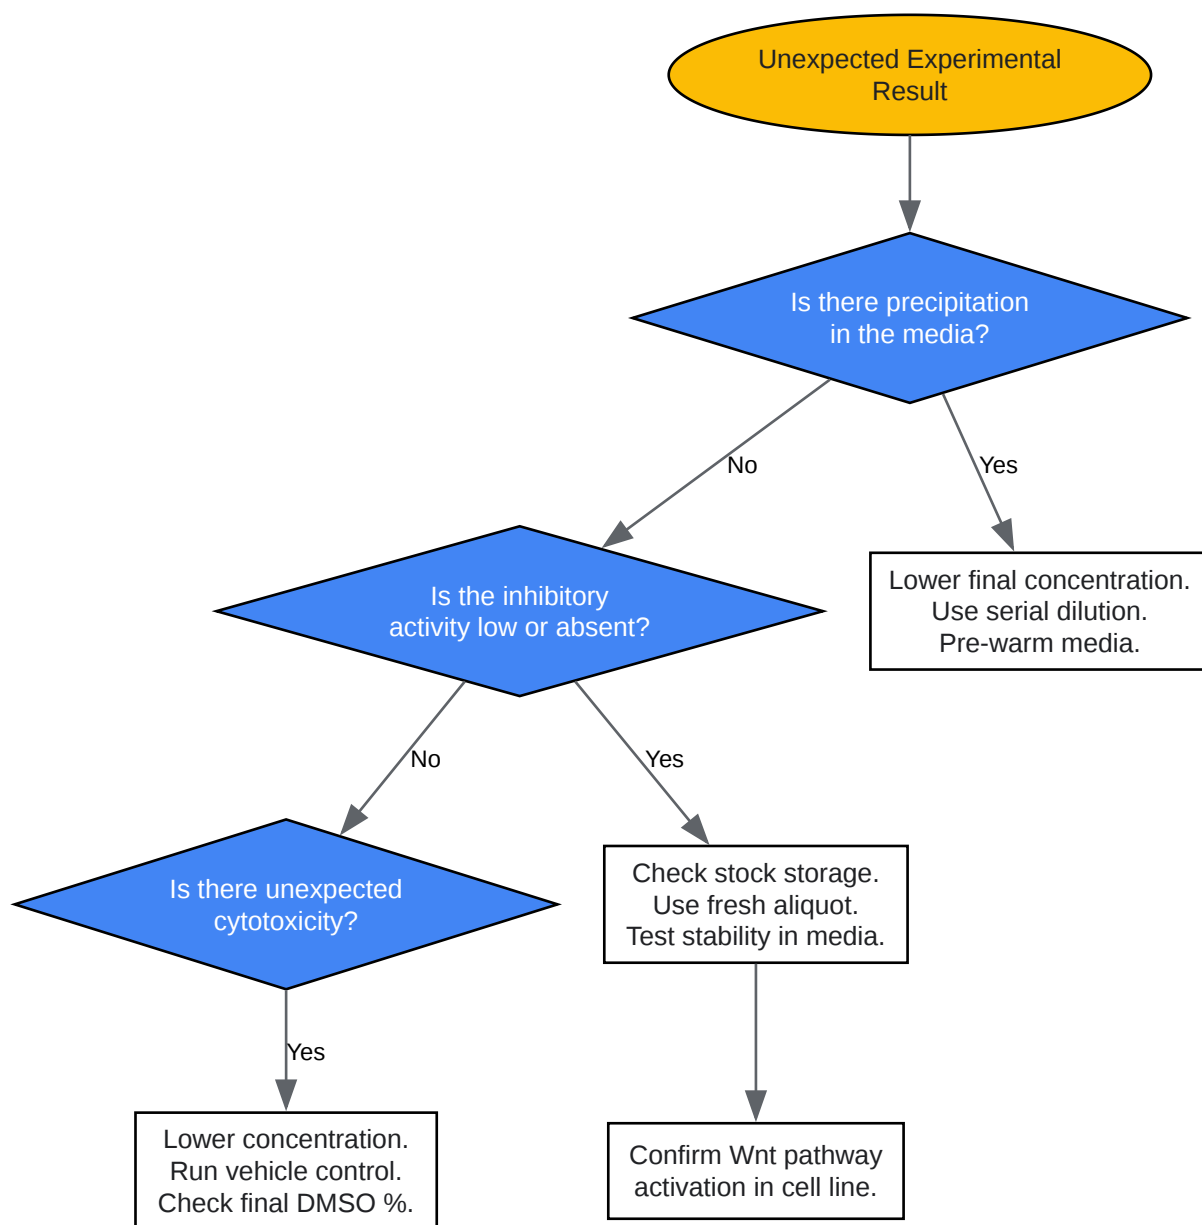 Unexpected Experimental
Result
Is there precipitation
in the media?
No
Yes
Is the inhibitory
activity low or absent?
Lower final concentration.
Use serial dilution.
Pre-warm media.
No
Yes
Is there unexpected
cytotoxicity?
Check stock storage.
Use fresh aliquot.
Test stability in media.
Yes
Lower concentration.
Run vehicle control.
Check final DMSO %.
Confirm Wnt pathway
activation in cell line.